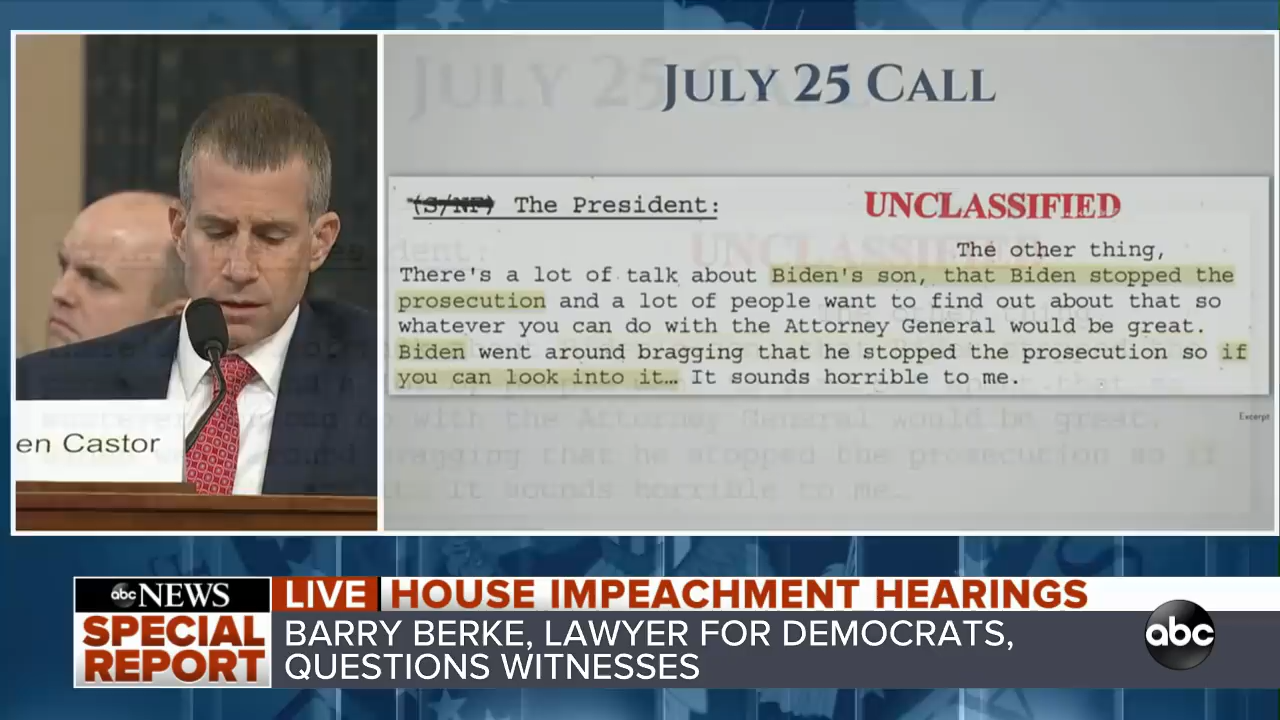 JULY 25 CALL
(S/NF) The President:
UNCLASSIFIED
The other thing,
There's a lot of talk about Biden's son, that Biden stopped the
prosecution and a lot of people want to find out about that so
whatever you can do with the Attorney General would be great.
Biden went around bragging that he stopped the prosecution so if
you can look into it… It sounds horrible to me.
Excerpt
en Castor
abc NEWS
SPECIAL
REPORT
LIVE HOUSE IMPEACHMENT HEARINGS
BARRY BERKE, LAWYER FOR DEMOCRATS,
QUESTIONS WITNESSES
abc